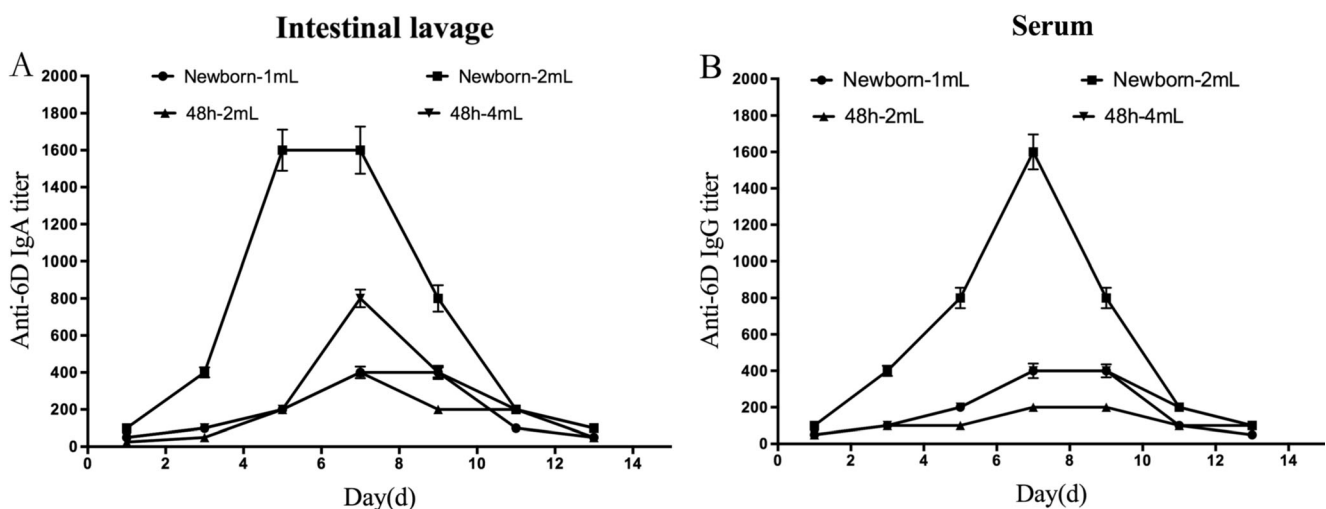 Intestinal lavage
A
Newborn-1mL
Newborn-2mL
48h-2mL
48h-4mL
Anti-6D IgA titer
2000
1800
1600
1400
1200
1000
800
600
400
200
0
0 2 4 6 8 10 12 14
Day(d)
Serum
B
Newborn-1mL
Newborn-2mL
48h-2mL
48h-4mL
Anti-6D IgG titer
2000
1800
1600
1400
1200
1000
800
600
400
200
0
0 2 4 6 8 10 12 14
Day(d)